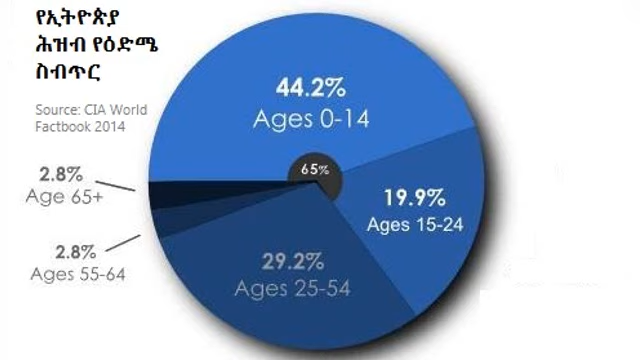 የኢትዮጵያ
ሕዝብ የዕድሜ
ስብጥር
Source: CIA World
Factbook 2014
44.2%
Ages 0-14
65%
19.9%
Ages 15-24
29.2%
Ages 25-54
2.8%
Age 65+
2.8%
Ages 55-64